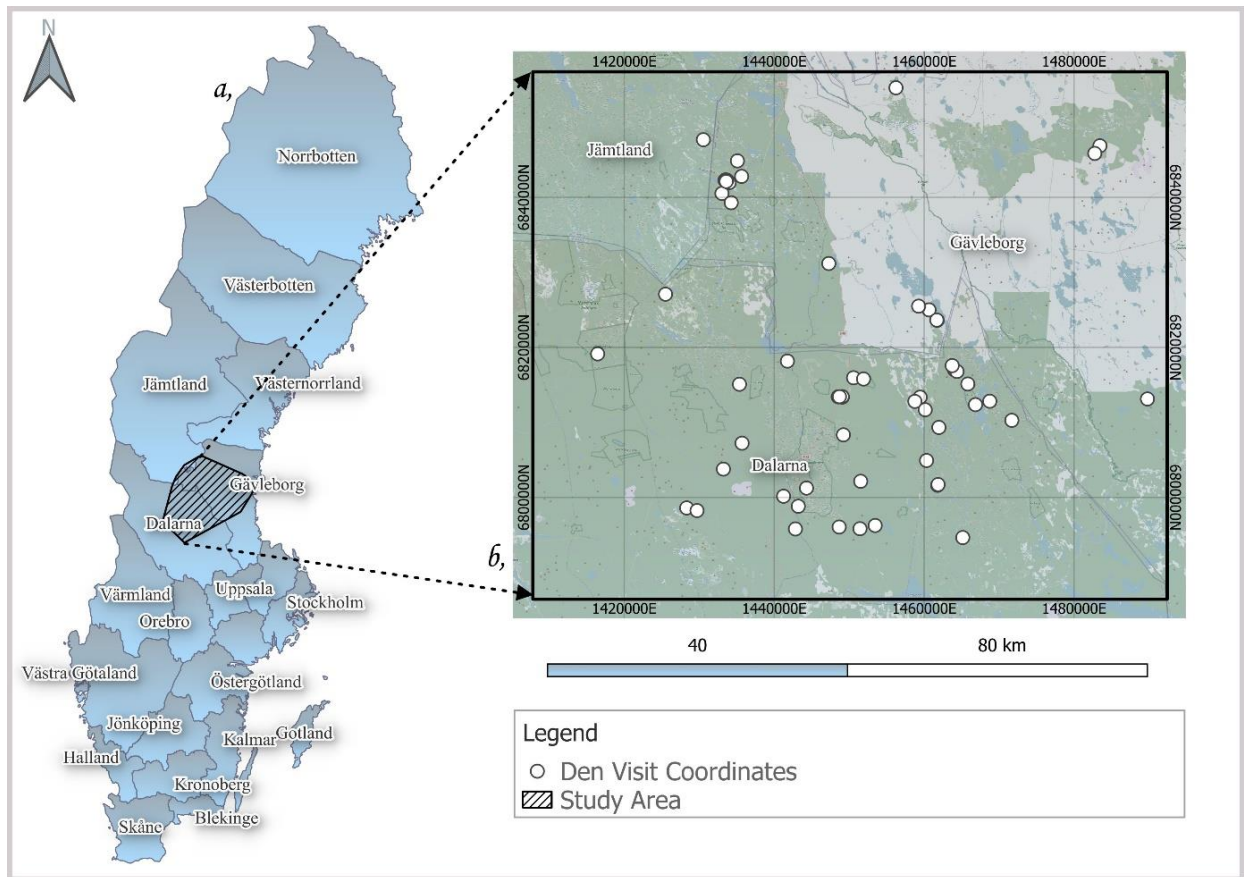 N
a,
Norrbotten
Västerbotten
Jämtland
Västernorrland
Gävleborg
Dalarna
Värmland
Uppsala
Orebro
Stockholm
Västra Götaland
Östergötland
Jönköping
Kalmar
Gotland
Halland
Kronoberg
Blekinge
Skåne
b,
1420000E 1440000E 1460000E 1480000E
Jämtland
6840000N 6840000N
Gävleborg
6820000N 6820000N
Dalarna
6800000N 6800000N
1420000E 1440000E 1460000E 1480000E
40 80 km
Legend
Den Visit Coordinates
Study Area